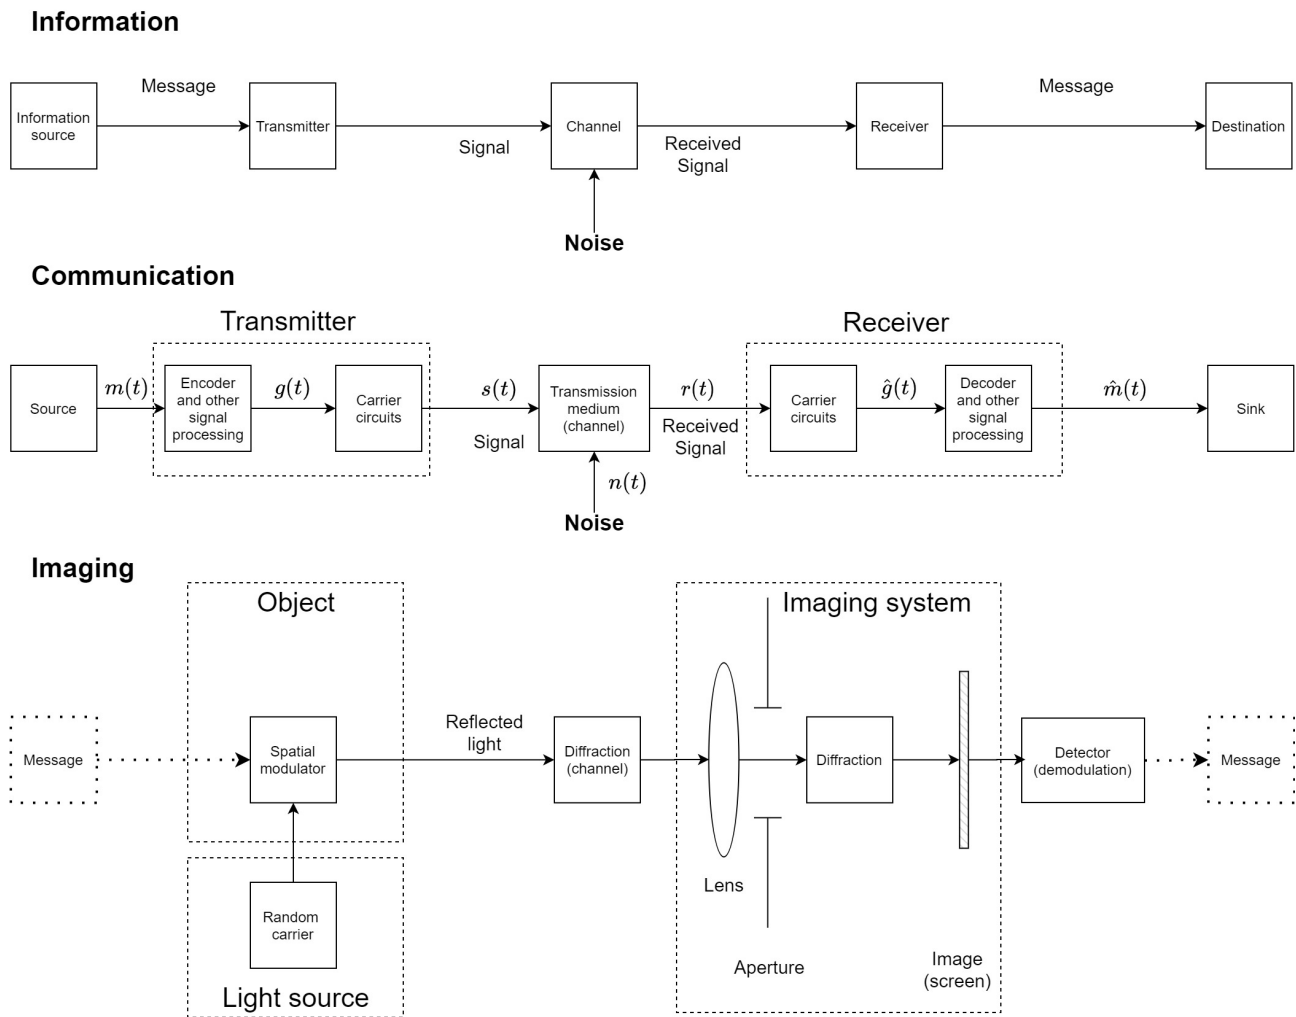 Information
Message
Message
Information
source
Transmitter
Channel
Receiver
Destination
Signal
Received
Signal
Noise
Communication
Transmitter
Receiver
Source
m(t)
Encoder
and other
signal
processing
g(t)
Carrier
circuits
s(t)
Signal
Transmission
medium
(channel)
r(t)
Received
Signal
Carrier
circuits
ĝ(t)
Decoder
and other
signal
processing
m̂(t)
Sink
n(t)
Noise
Imaging
Object
Imaging system
Message
Spatial
modulator
Reflected
light
Diffraction
(channel)
Diffraction
Detector
(demodulation)
Message
Lens
Random
carrier
Light source
Aperture
Image
(screen)